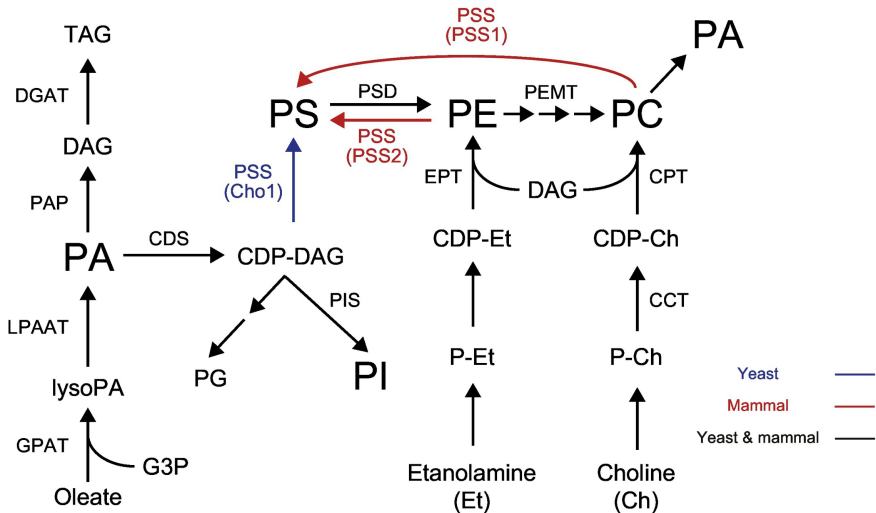 PSS
(PSS1)
TAG
PA
DGAT
PSD
PEMT
PS
PE
PC
PSS
(PSS2)
DAG
PSS
(Cho1)
EPT
DAG
CPT
PAP
CDS
PA
CDP-DAG
CDP-Et
CDP-Ch
PIS
CCT
LPAAT
PG
PI
P-Et
P-Ch
lysoPA
Yeast
Mammal
Yeast & mammal
GPAT
G3P
Oleate
Etanolamine
(Et)
Choline
(Ch)